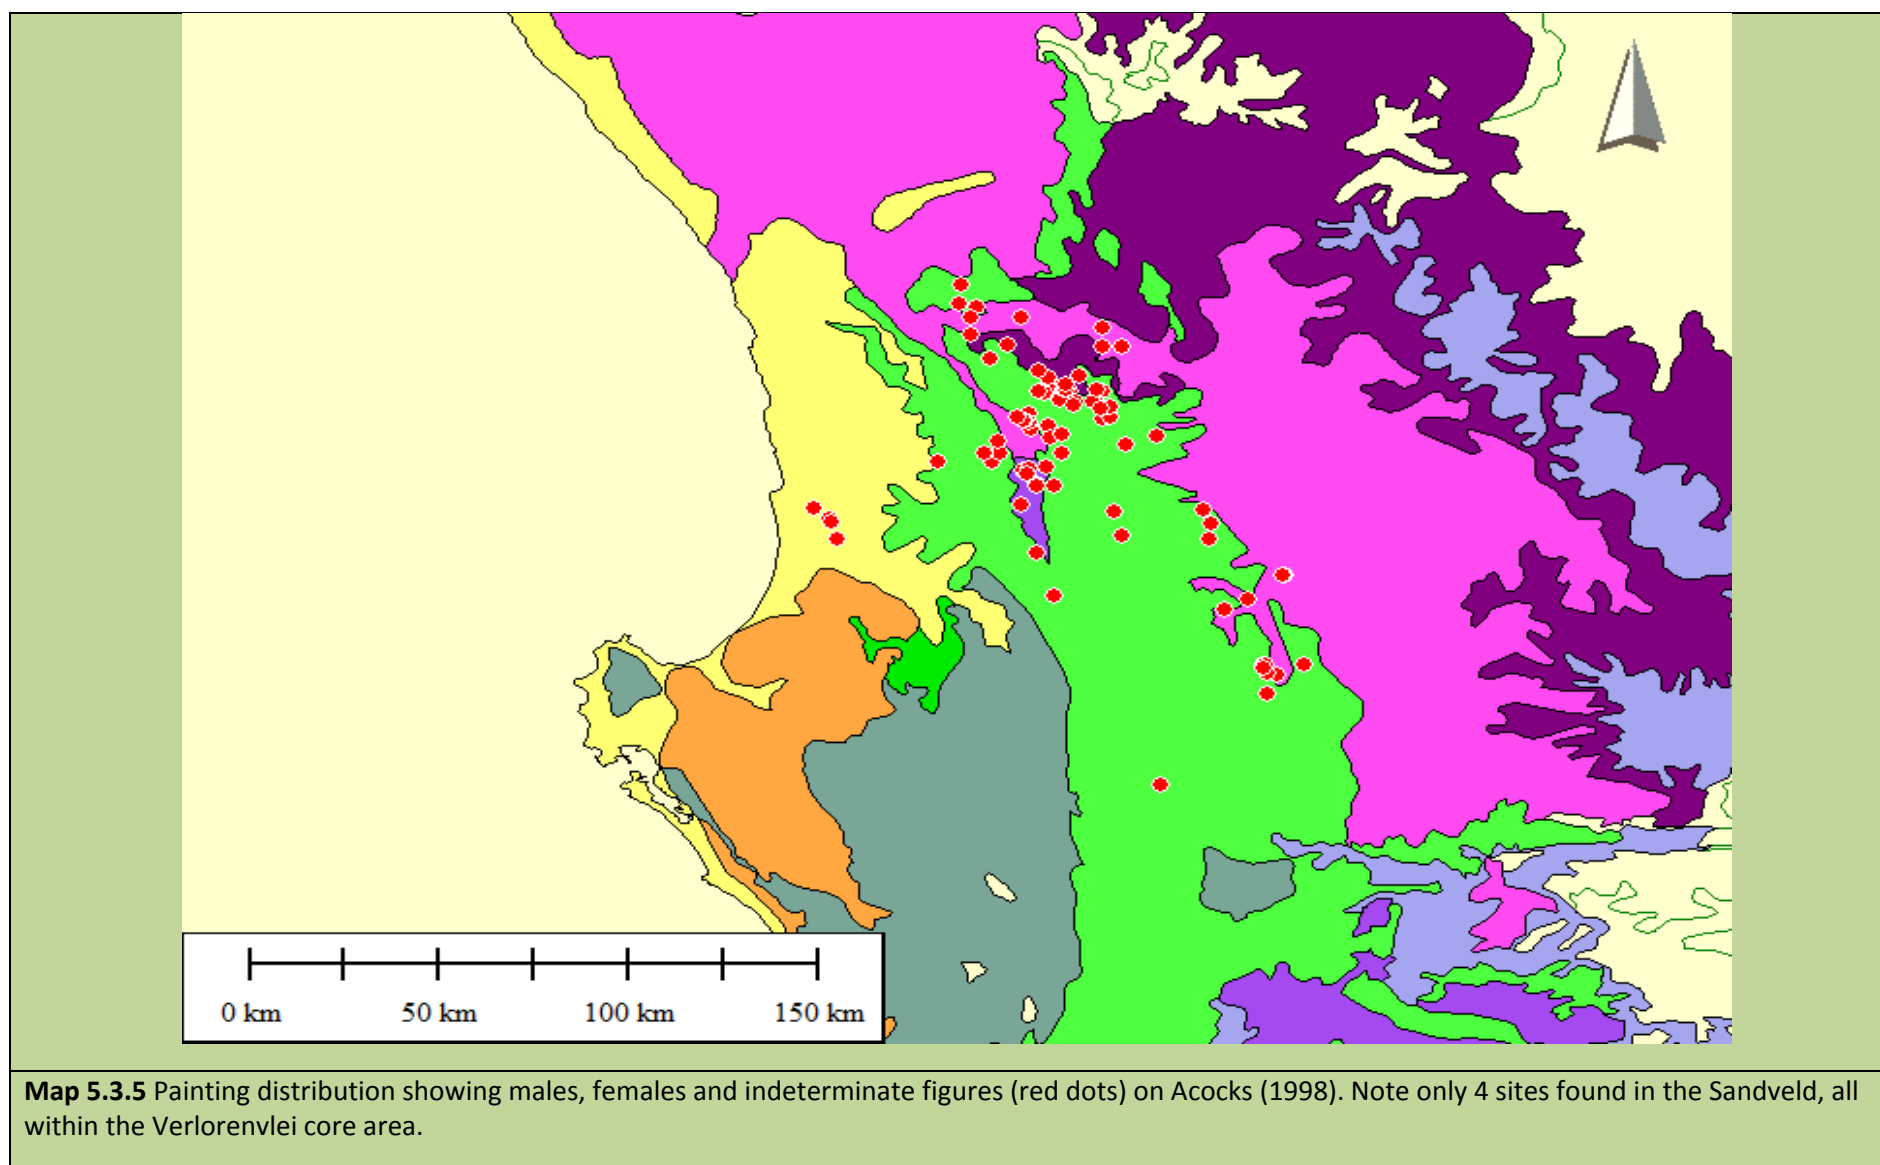 0 km 50 km 100 km 150 km
Map 5.3.5 Painting distribution showing males, females and indeterminate figures (red dots) on Acocks (1998). Note only 4 sites found in the Sandveld, all
within the Verlorenvlei core area.